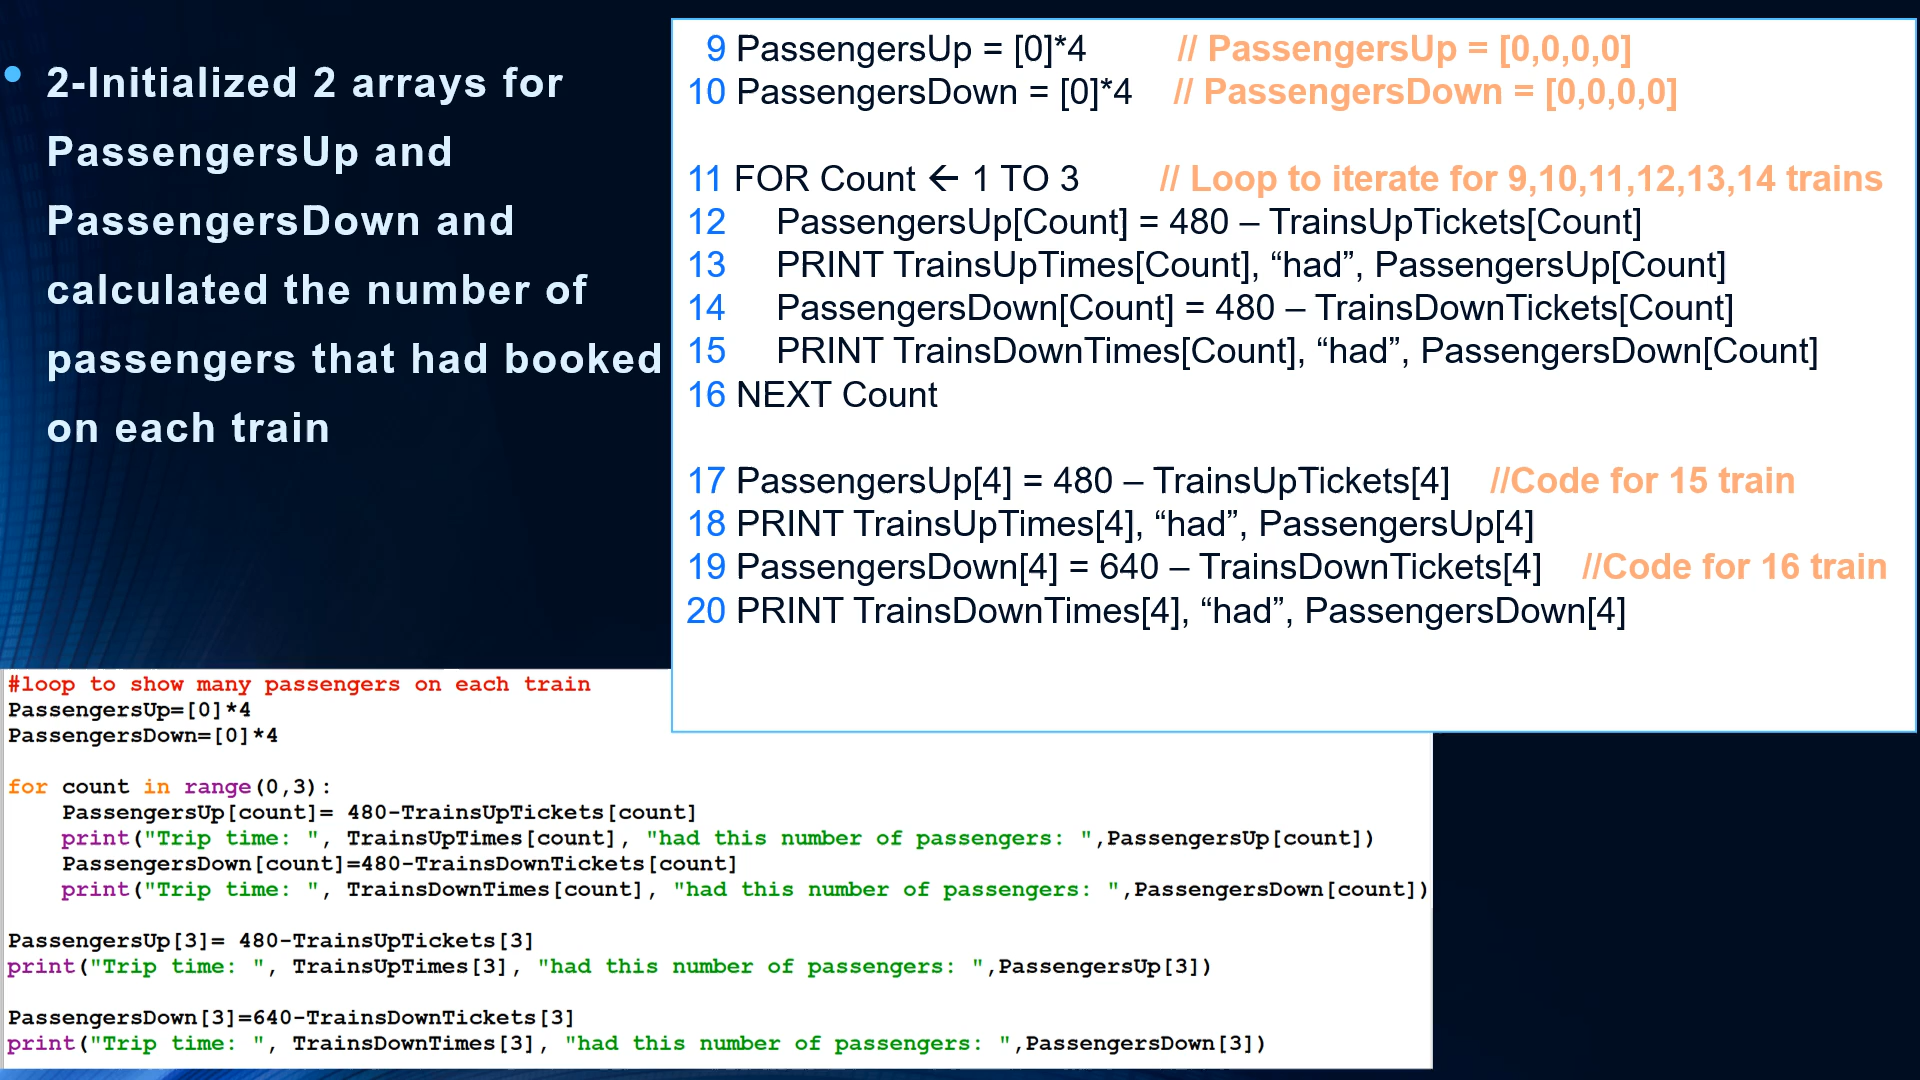 2-Initialized 2 arrays for
PassengersUp and
PassengersDown and
calculated the number of
passengers that had booked
on each train
9 PassengersUp = [0]*4 // PassengersUp = [0,0,0,0]
10 PassengersDown = [0]*4 // PassengersDown = [0,0,0,0]
11 FOR Count ← 1 TO 3 // Loop to iterate for 9,10,11,12,13,14 trains
12 PassengersUp[Count] = 480 – TrainsUpTickets[Count]
13 PRINT TrainsUpTimes[Count], “had”, PassengersUp[Count]
14 PassengersDown[Count] = 480 – TrainsDownTickets[Count]
15 PRINT TrainsDownTimes[Count], “had”, PassengersDown[Count]
16 NEXT Count
17 PassengersUp[4] = 480 – TrainsUpTickets[4] //Code for 15 train
18 PRINT TrainsUpTimes[4], “had”, PassengersUp[4]
19 PassengersDown[4] = 640 – TrainsDownTickets[4] //Code for 16 train
20 PRINT TrainsDownTimes[4], “had”, PassengersDown[4]
#loop to show many passengers on each train
PassengersUp=[0]*4
PassengersDown=[0]*4
for count in range(0,3):
PassengersUp[count]= 480-TrainsUpTickets[count]
print("Trip time: ", TrainsUpTimes[count], "had this number of passengers: ",PassengersUp[count])
PassengersDown[count]=480-TrainsDownTickets[count]
print("Trip time: ", TrainsDownTimes[count], "had this number of passengers: ",PassengersDown[count])
PassengersUp[3]= 480-TrainsUpTickets[3]
print("Trip time: ", TrainsUpTimes[3], "had this number of passengers: ",PassengersUp[3])
PassengersDown[3]=640-TrainsDownTickets[3]
print("Trip time: ", TrainsDownTimes[3], "had this number of passengers: ",PassengersDown[3])